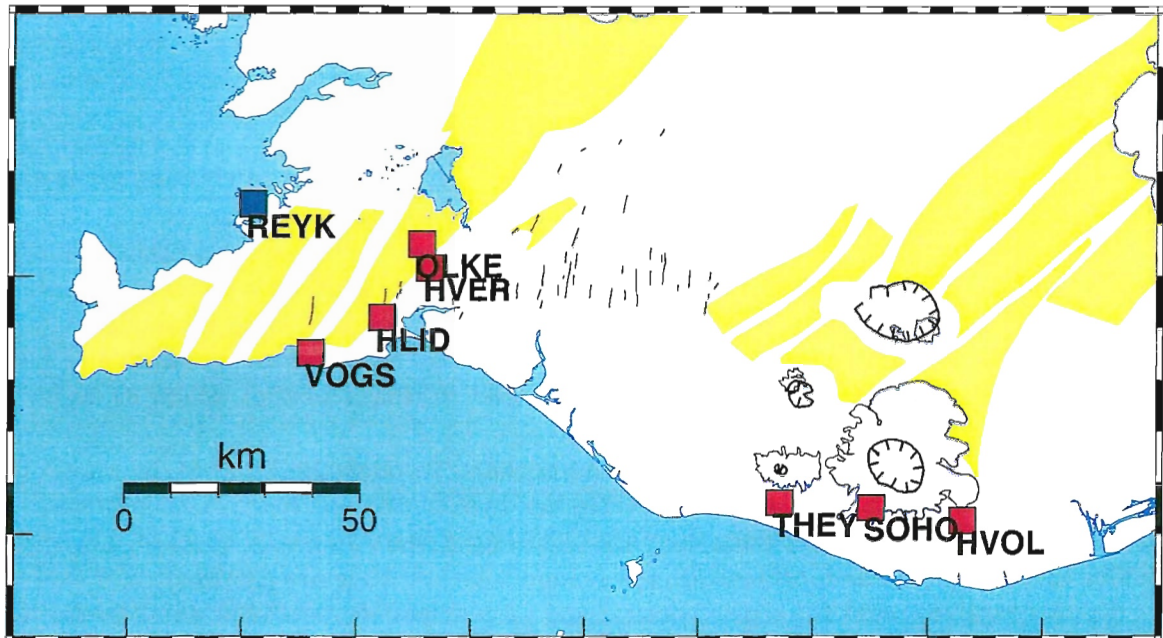 REYK
OLKE
HVER
HLID
VOGS
km
0 50
THEY
SOHO
HVOL